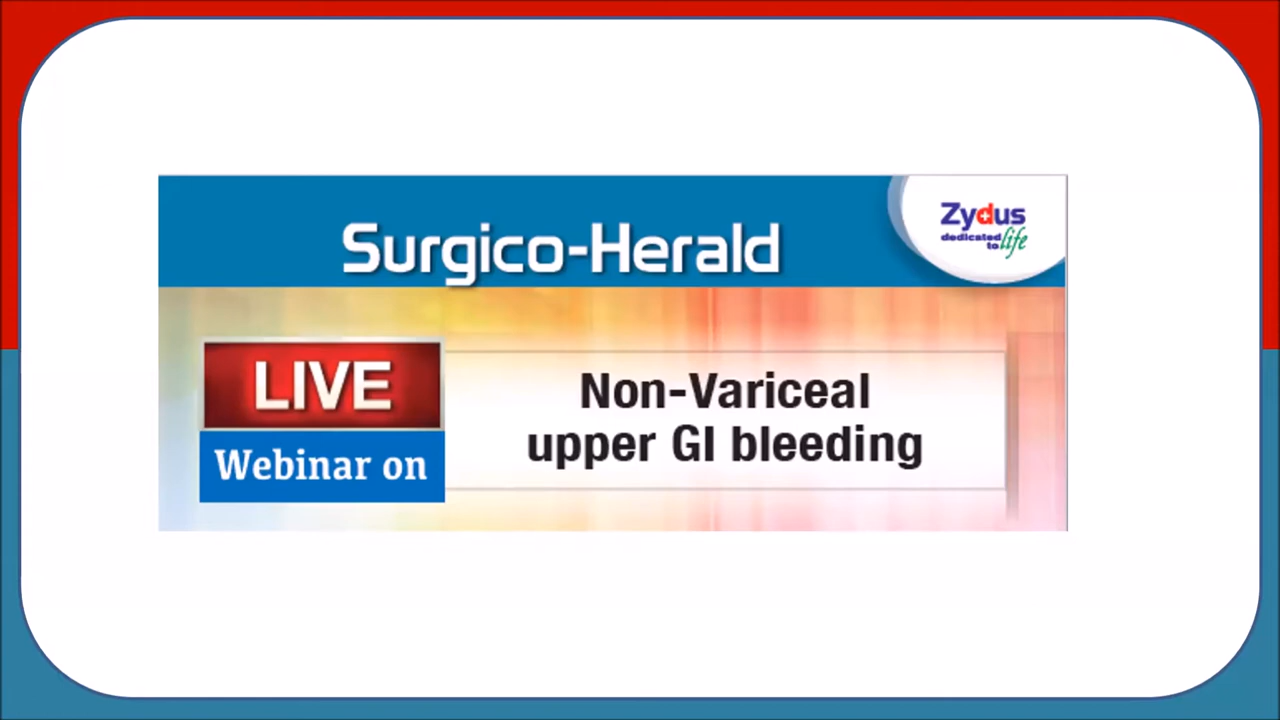 Surgico-Herald
Zydus
dedicated
to life
LIVE
Webinar on
Non-Variceal
upper GI bleeding